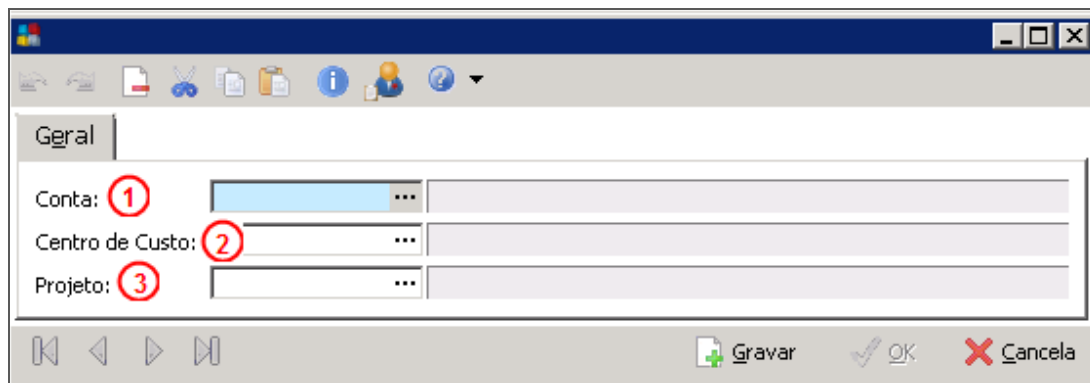 Geral
Conta: 1 ...
Centro de Custo: 2 ...
Projeto: 3 ...
Gravar OK Cancela